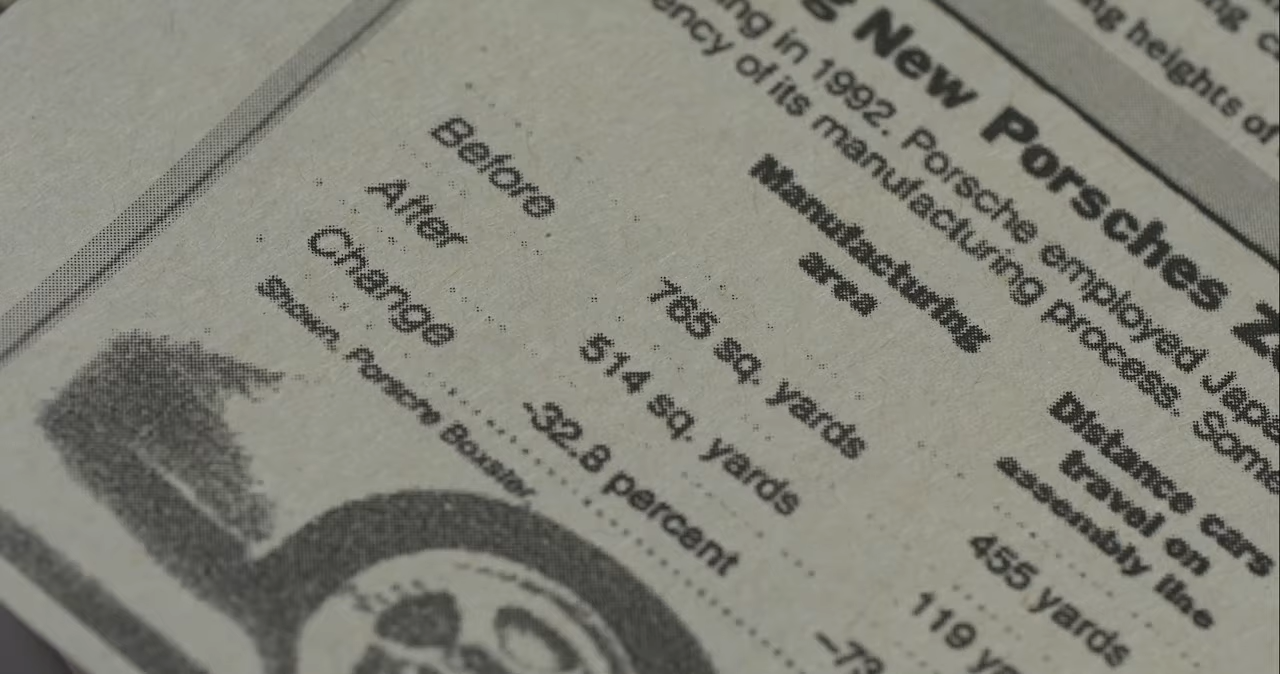 ng heights of
New Porsches
ing in 1992. Porsche employed Japa
ency of its manufacturing process. Some
Manufacturing
area
Distance cars
travel on
assembly line
Before
765 sq. yards
455 yards
After
514 sq. yards
119 ya
Change
-32.8 percent
-73
Shown, Porsche Boxster